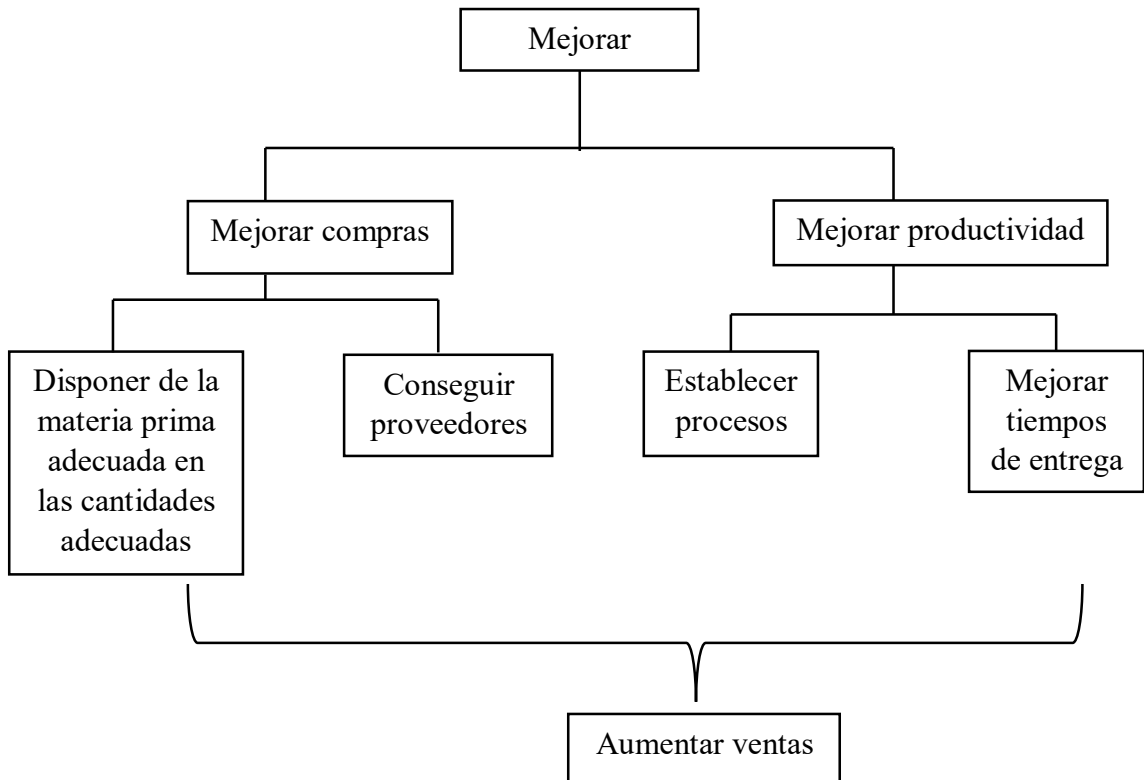 Mejorar
Mejorar compras
Mejorar productividad
Disponer de la
materia prima
adecuada en
las cantidades
adecuadas
Conseguir
proveedores
Establecer
procesos
Mejorar
tiempos
de entrega
Aumentar ventas